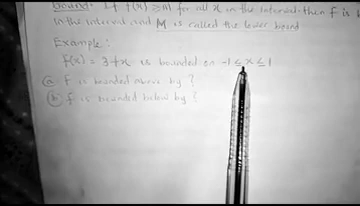 bound. If f(x) ≥ M for all x in the interval then f is
in the interval and M is called the lower bound
Example:
f(x) = 3+x is bounded on -1 ≤ x ≤ 1
(a) f is bounded above by ?
(b) f is bounded below by ?